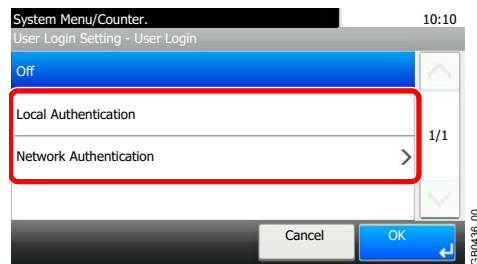 System Menu/Counter.
10:10
User Login Setting - User Login
Off
Local Authentication
1/1
Network Authentication
Cancel
OK
GB0436_00